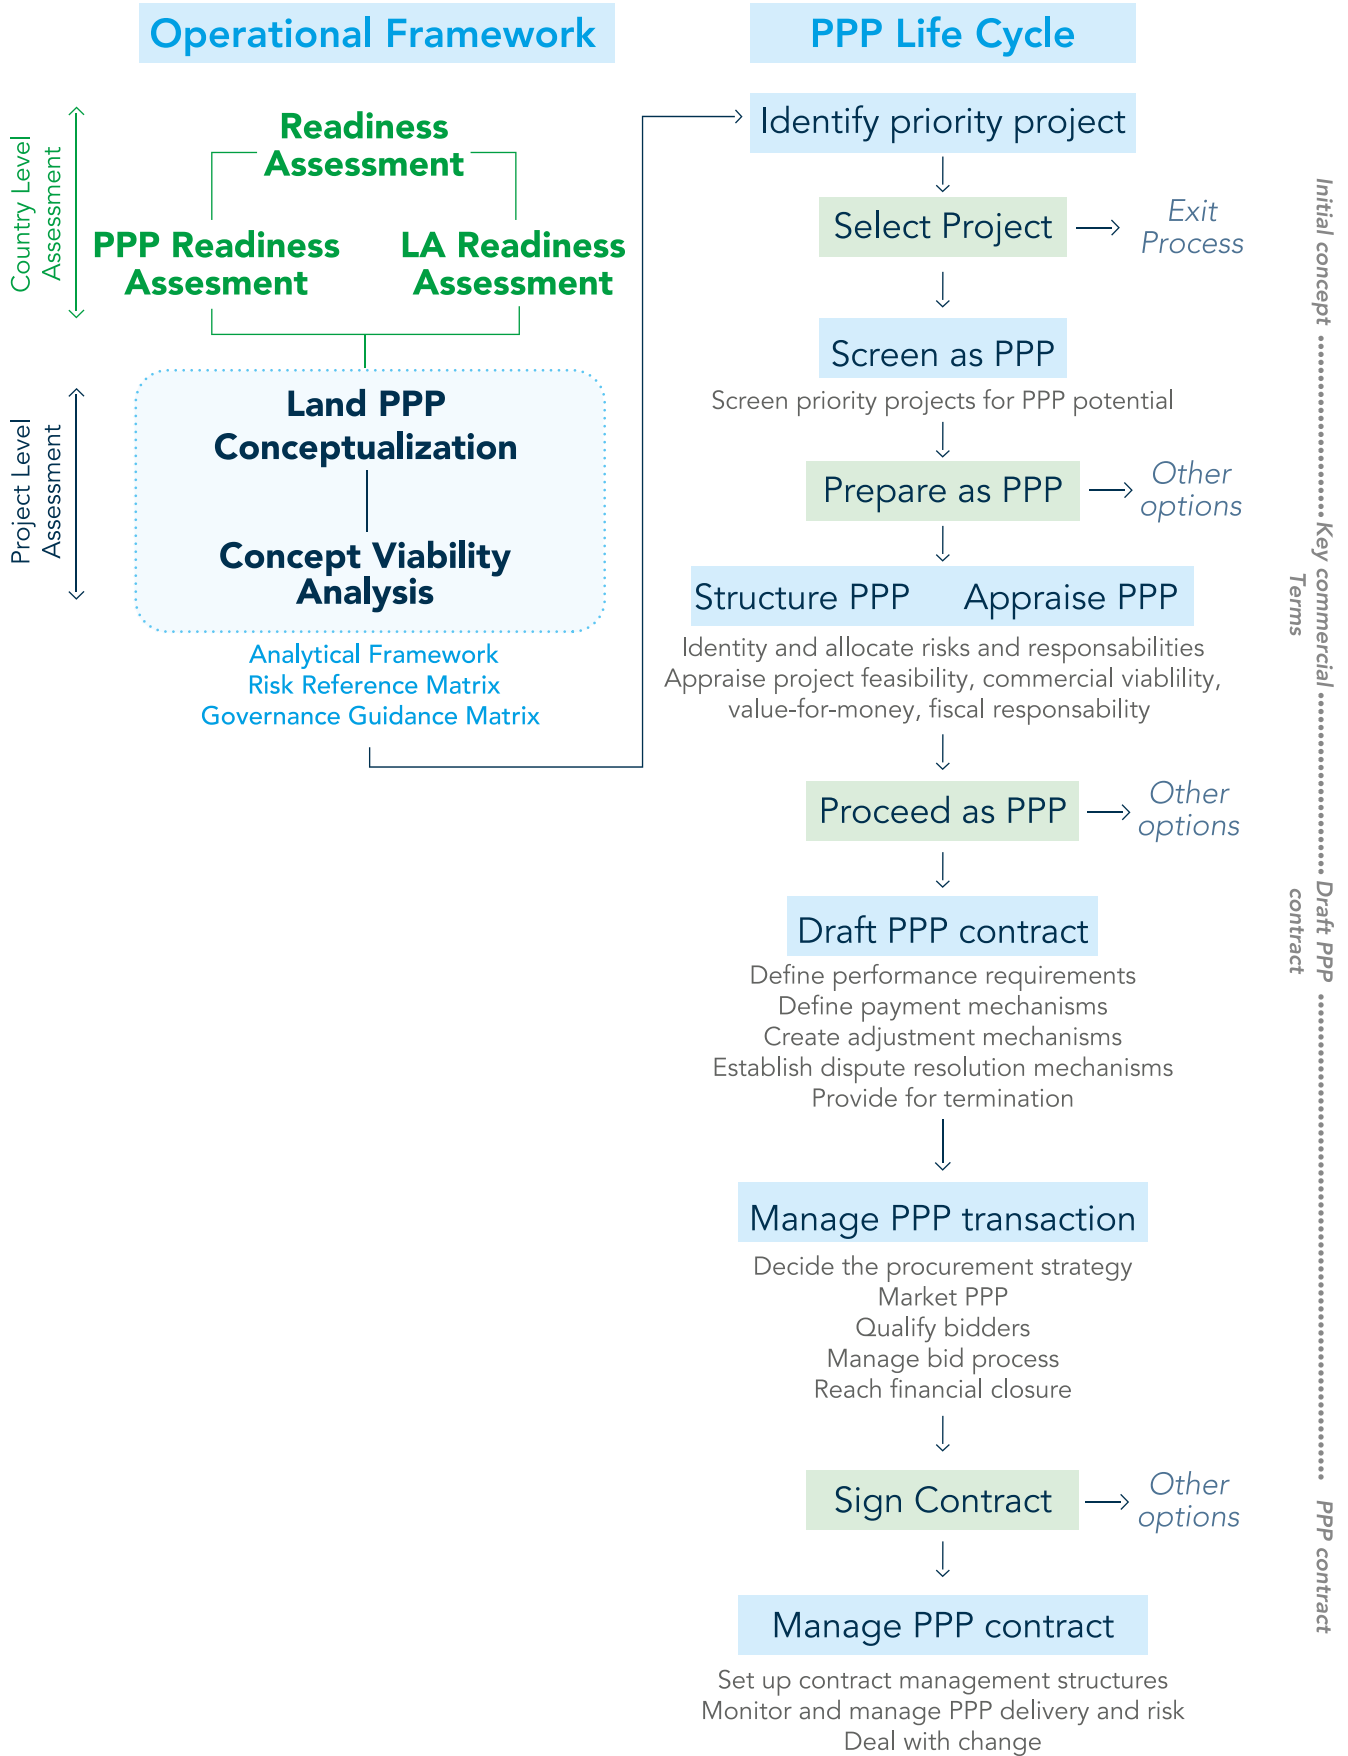 Operational Framework
Country Level
Assessment
Readiness
Assessment
PPP Readiness
Assesment
LA Readiness
Assessment
Project Level
Assessment
Land PPP
Conceptualization
Concept Viability
Analysis
Analytical Framework
Risk Reference Matrix
Governance Guidance Matrix
PPP Life Cycle
Identify priority project
Select Project
Exit
Process
Screen as PPP
Screen priority projects for PPP potential
Prepare as PPP
Other
options
Structure PPP
Appraise PPP
Identity and allocate risks and responsabilities
Appraise project feasibility, commercial viablility,
value-for-money, fiscal responsability
Proceed as PPP
Other
options
Draft PPP contract
Define performance requirements
Define payment mechanisms
Create adjustment mechanisms
Establish dispute resolution mechanisms
Provide for termination
Manage PPP transaction
Decide the procurement strategy
Market PPP
Qualify bidders
Manage bid process
Reach financial closure
Sign Contract
Other
options
Manage PPP contract
Set up contract management structures
Monitor and manage PPP delivery and risk
Deal with change
Initial concept
Key commercial
Terms
Draft PPP
contract
PPP contract